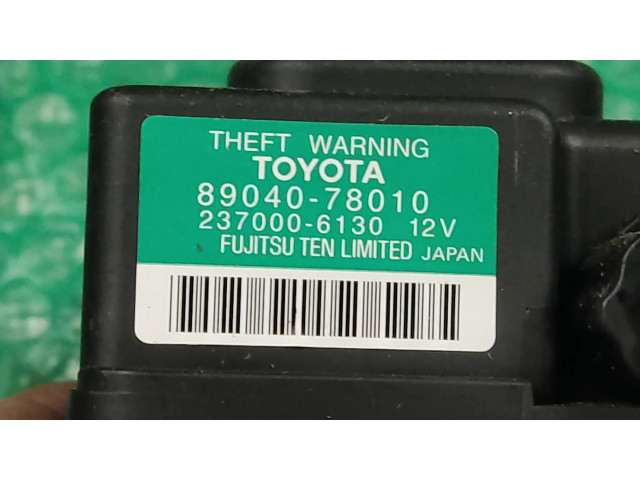 THEFT WARNING
TOYOTA
89040-78010
237000-6130 12V
FUJITSU TEN LIMITED JAPAN